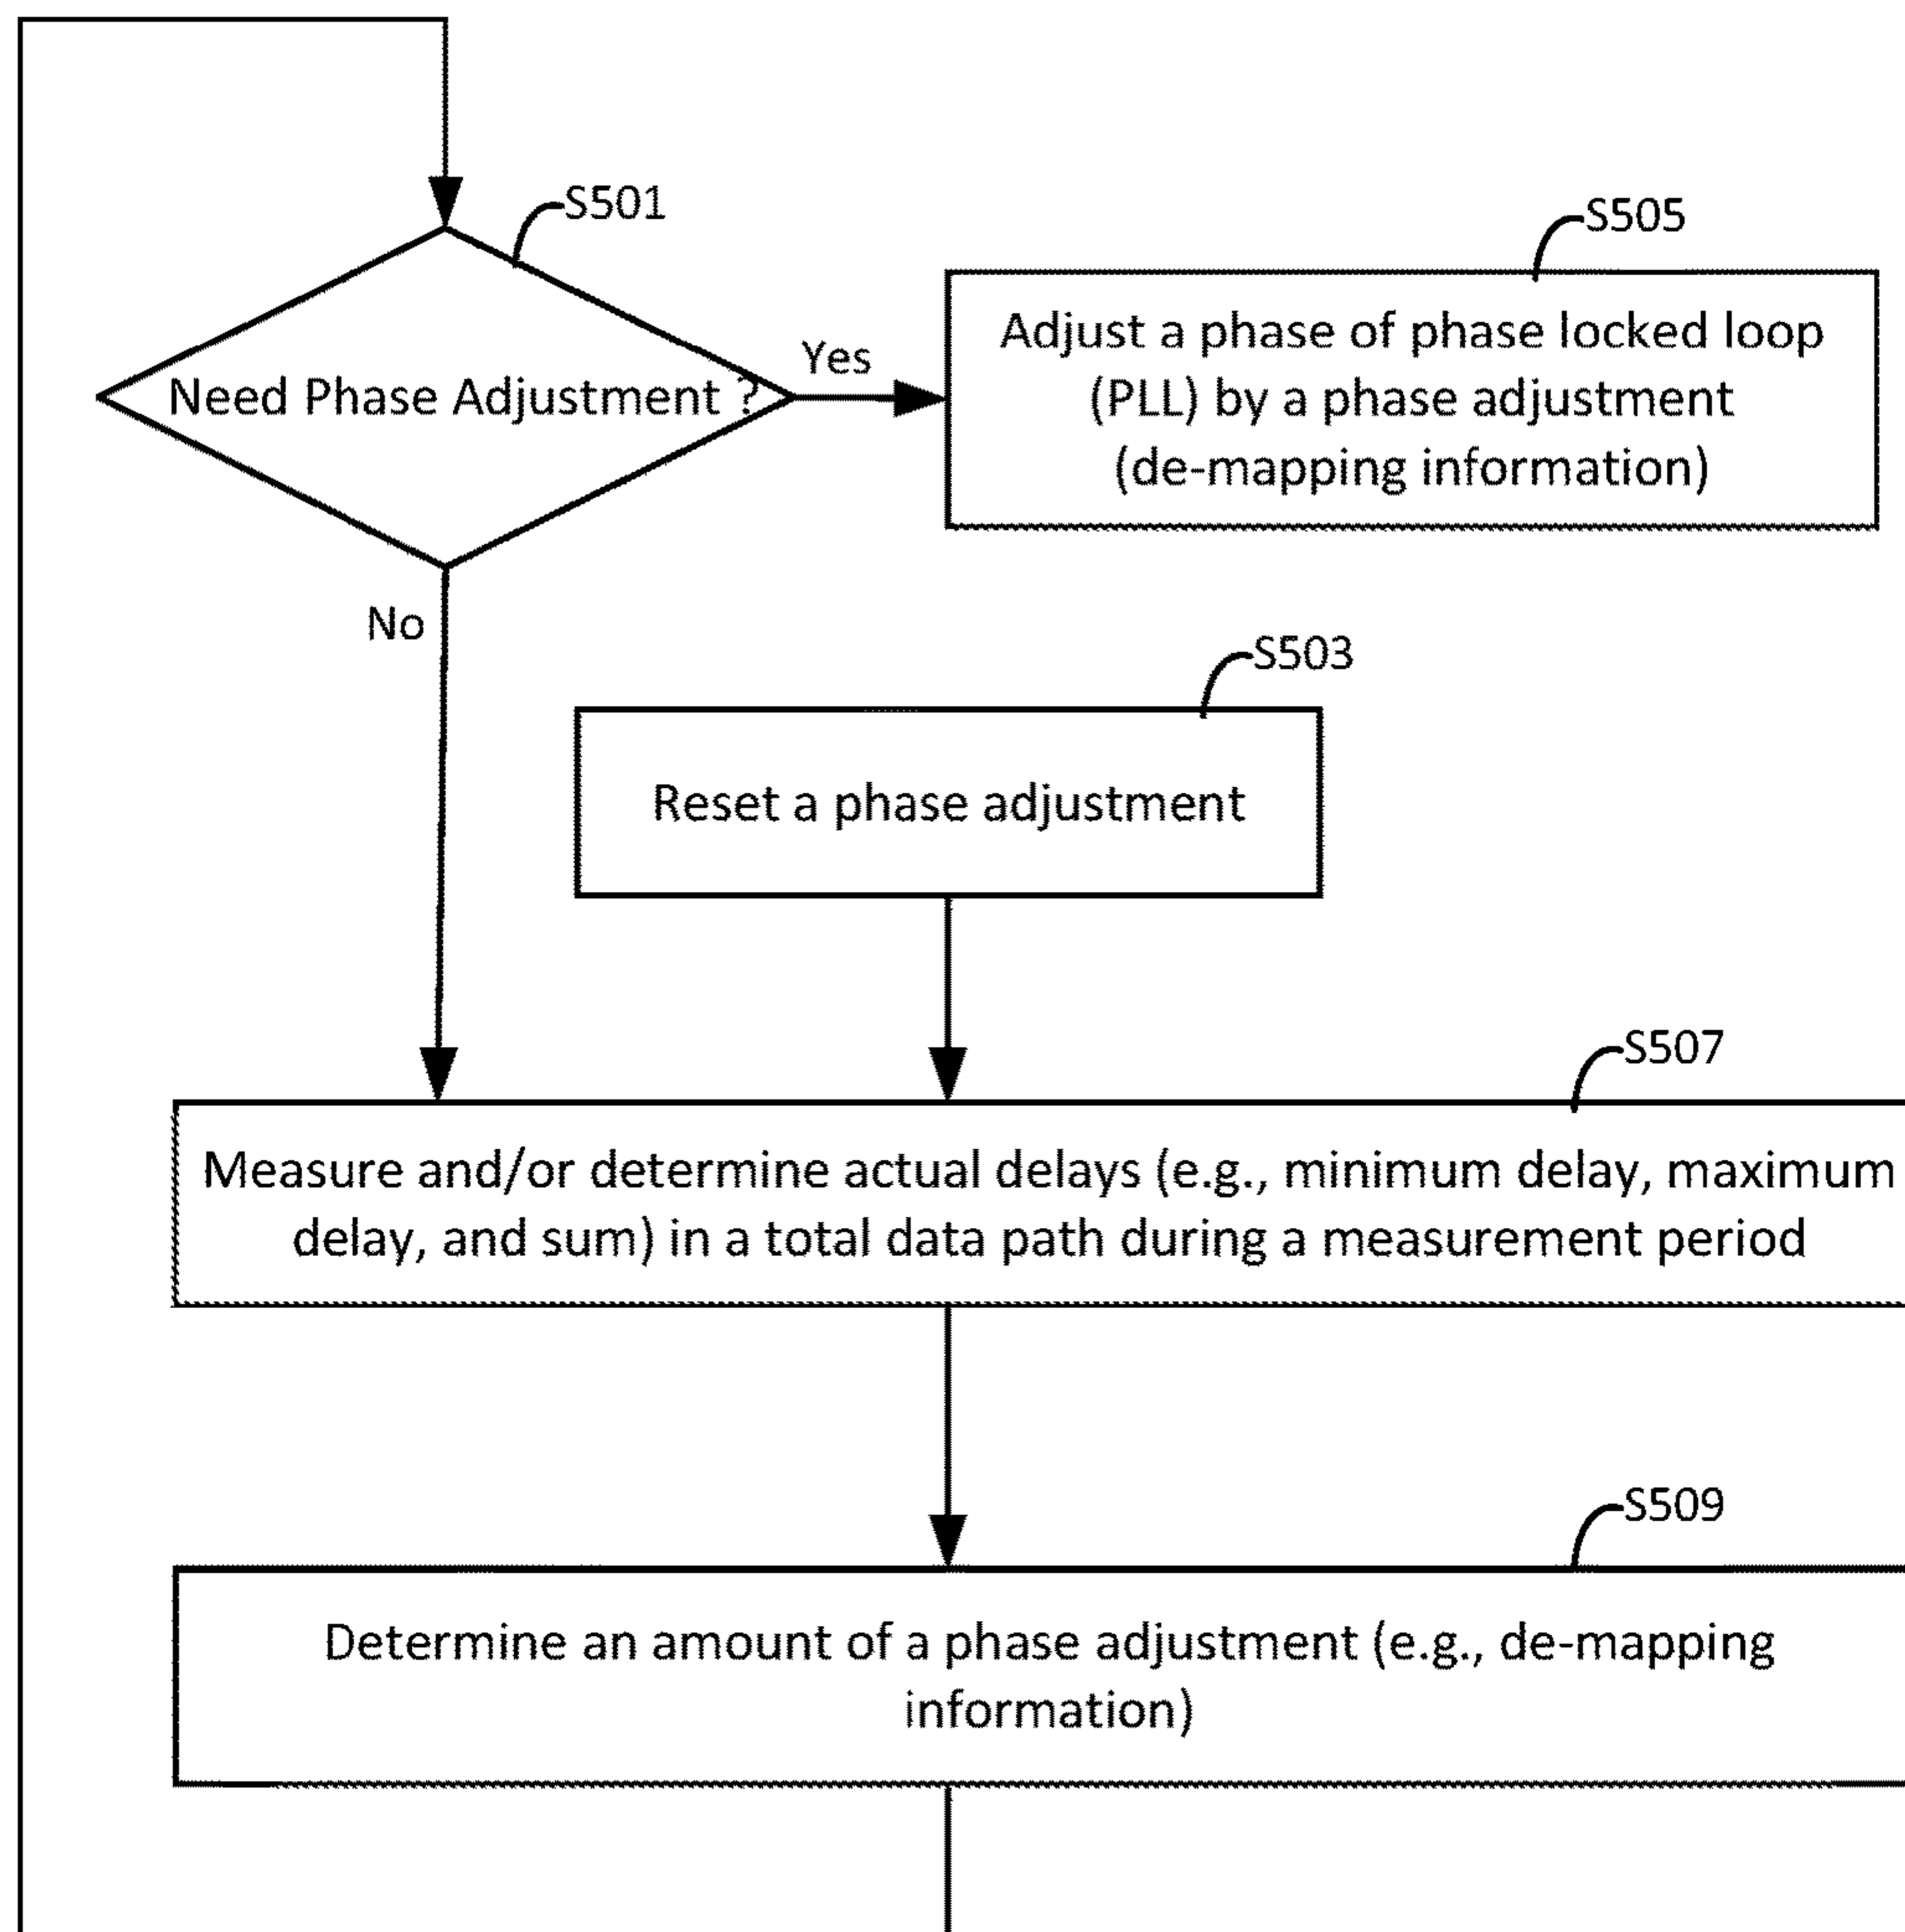 S501
S505
Need Phase Adjustment ?
Yes
Adjust a phase of phase locked loop
(PLL) by a phase adjustment
(de-mapping information)
No
S503
Reset a phase adjustment
S507
Measure and/or determine actual delays (e.g., minimum delay, maximum
delay, and sum) in a total data path during a measurement period
S509
Determine an amount of a phase adjustment (e.g., de-mapping
information)